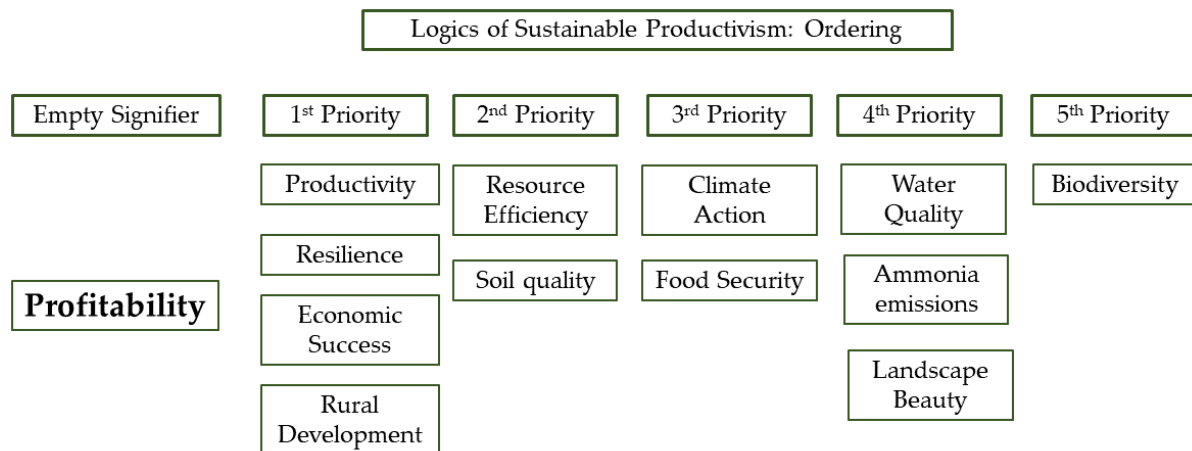 Logics of Sustainable Productivism: Ordering
Empty Signifier
1st Priority
2nd Priority
3rd Priority
4th Priority
5th Priority
Profitability
Productivity
Resilience
Economic
Success
Rural
Development
Resource
Efficiency
Soil quality
Climate
Action
Food Security
Water
Quality
Ammonia
emissions
Landscape
Beauty
Biodiversity